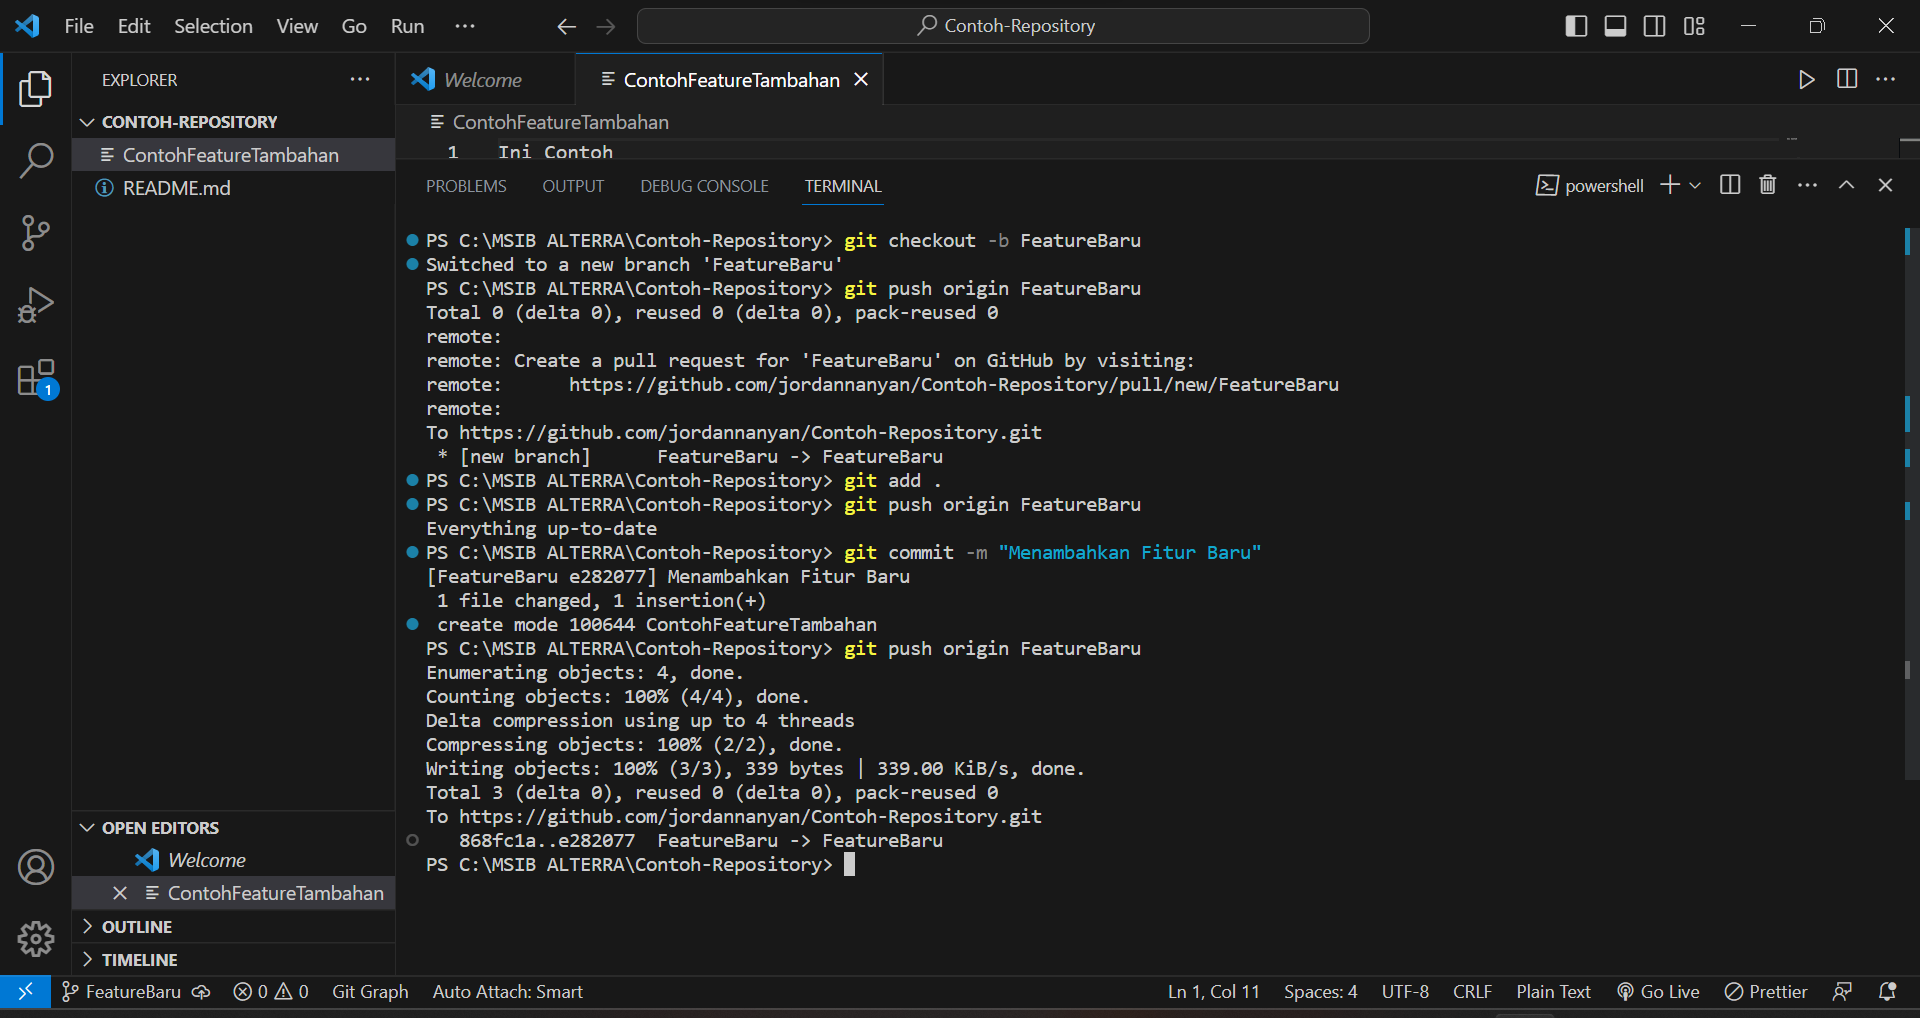 File Edit Selection View Go Run ··· Contoh-Repository
EXPLORER ···
CONTOH-REPOSITORY
ContohFeatureTambahan
README.md
1
Welcome ContohFeatureTambahan
ContohFeatureTambahan
1 Ini Contoh
PROBLEMS OUTPUT DEBUG CONSOLE TERMINAL powershell
PS C:\MSIB ALTERRA\Contoh-Repository> git checkout -b FeatureBaru
Switched to a new branch 'FeatureBaru'
PS C:\MSIB ALTERRA\Contoh-Repository> git push origin FeatureBaru
Total 0 (delta 0), reused 0 (delta 0), pack-reused 0
remote:
remote: Create a pull request for 'FeatureBaru' on GitHub by visiting:
remote:      https://github.com/jordannanyan/Contoh-Repository/pull/new/FeatureBaru
remote:
To https://github.com/jordannanyan/Contoh-Repository.git
 * [new branch]      FeatureBaru -> FeatureBaru
PS C:\MSIB ALTERRA\Contoh-Repository> git add .
PS C:\MSIB ALTERRA\Contoh-Repository> git push origin FeatureBaru
Everything up-to-date
PS C:\MSIB ALTERRA\Contoh-Repository> git commit -m "Menambahkan Fitur Baru"
[FeatureBaru e282077] Menambahkan Fitur Baru
 1 file changed, 1 insertion(+)
 create mode 100644 ContohFeatureTambahan
PS C:\MSIB ALTERRA\Contoh-Repository> git push origin FeatureBaru
Enumerating objects: 4, done.
Counting objects: 100% (4/4), done.
Delta compression using up to 4 threads
Compressing objects: 100% (2/2), done.
Writing objects: 100% (3/3), 339 bytes | 339.00 KiB/s, done.
Total 3 (delta 0), reused 0 (delta 0), pack-reused 0
To https://github.com/jordannanyan/Contoh-Repository.git
   868fc1a..e282077  FeatureBaru -> FeatureBaru
PS C:\MSIB ALTERRA\Contoh-Repository>
OPEN EDITORS
Welcome
ContohFeatureTambahan
OUTLINE
TIMELINE
FeatureBaru 0 0 Git Graph Auto Attach: Smart Ln 1, Col 11 Spaces: 4 UTF-8 CRLF Plain Text Go Live Prettier